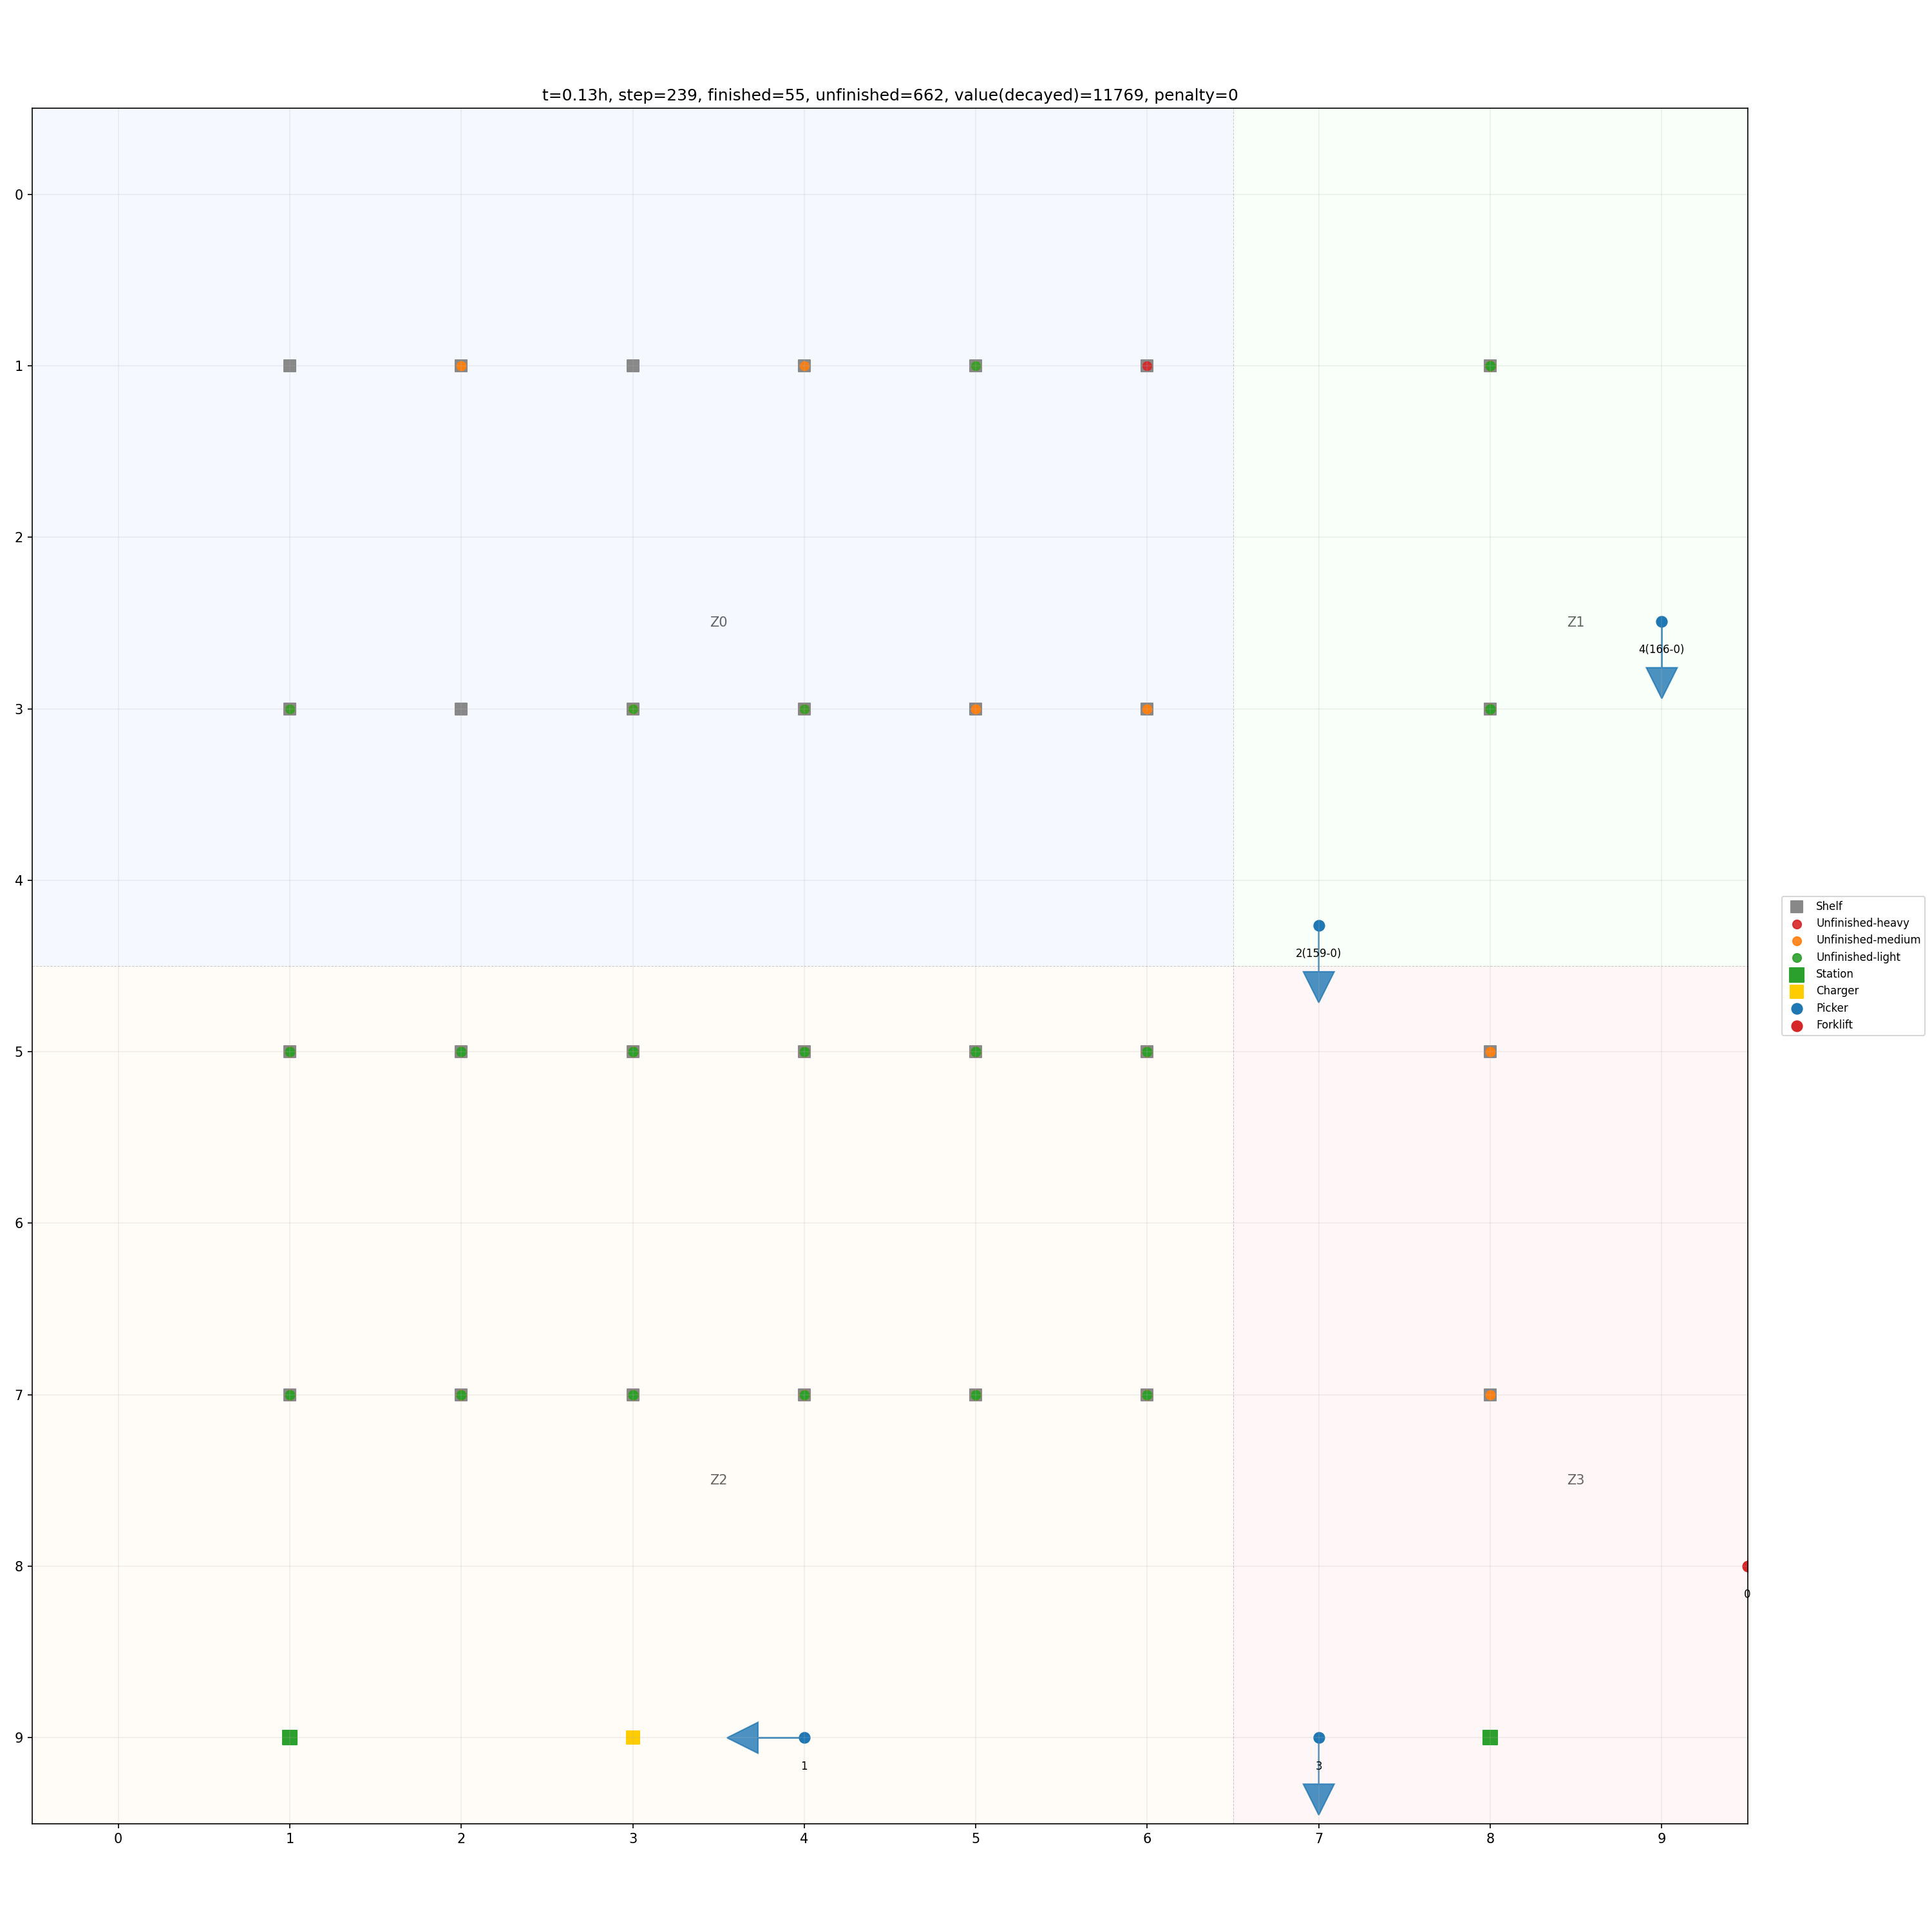 t=0.13h, step=239, finished=55, unfinished=662, value(decayed)=11769, penalty=0
0
1
2
Z0
Z1
4(166-0)
3
4
2(159-0)
Shelf
Unfinished-heavy
Unfinished-medium
Unfinished-light
Station
Charger
Picker
Forklift
5
6
7
Z2
Z3
8
0
9
1
3
0 1 2 3 4 5 6 7 8 9